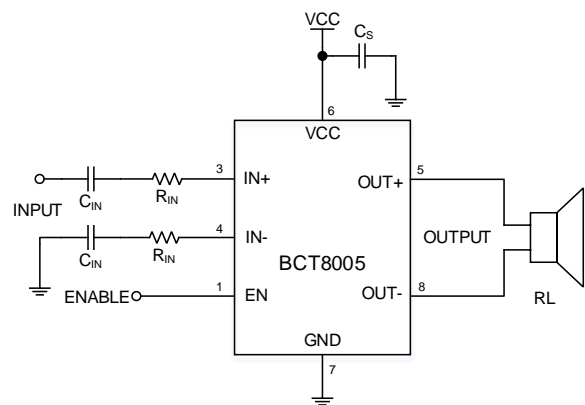 VCC
CS
6
VCC
3
IN+
5
OUT+
CIN
RIN
INPUT
4
IN-
OUTPUT
CIN
RIN
BCT8005
ENABLE
1
EN
OUT-
8
RL
GND
7